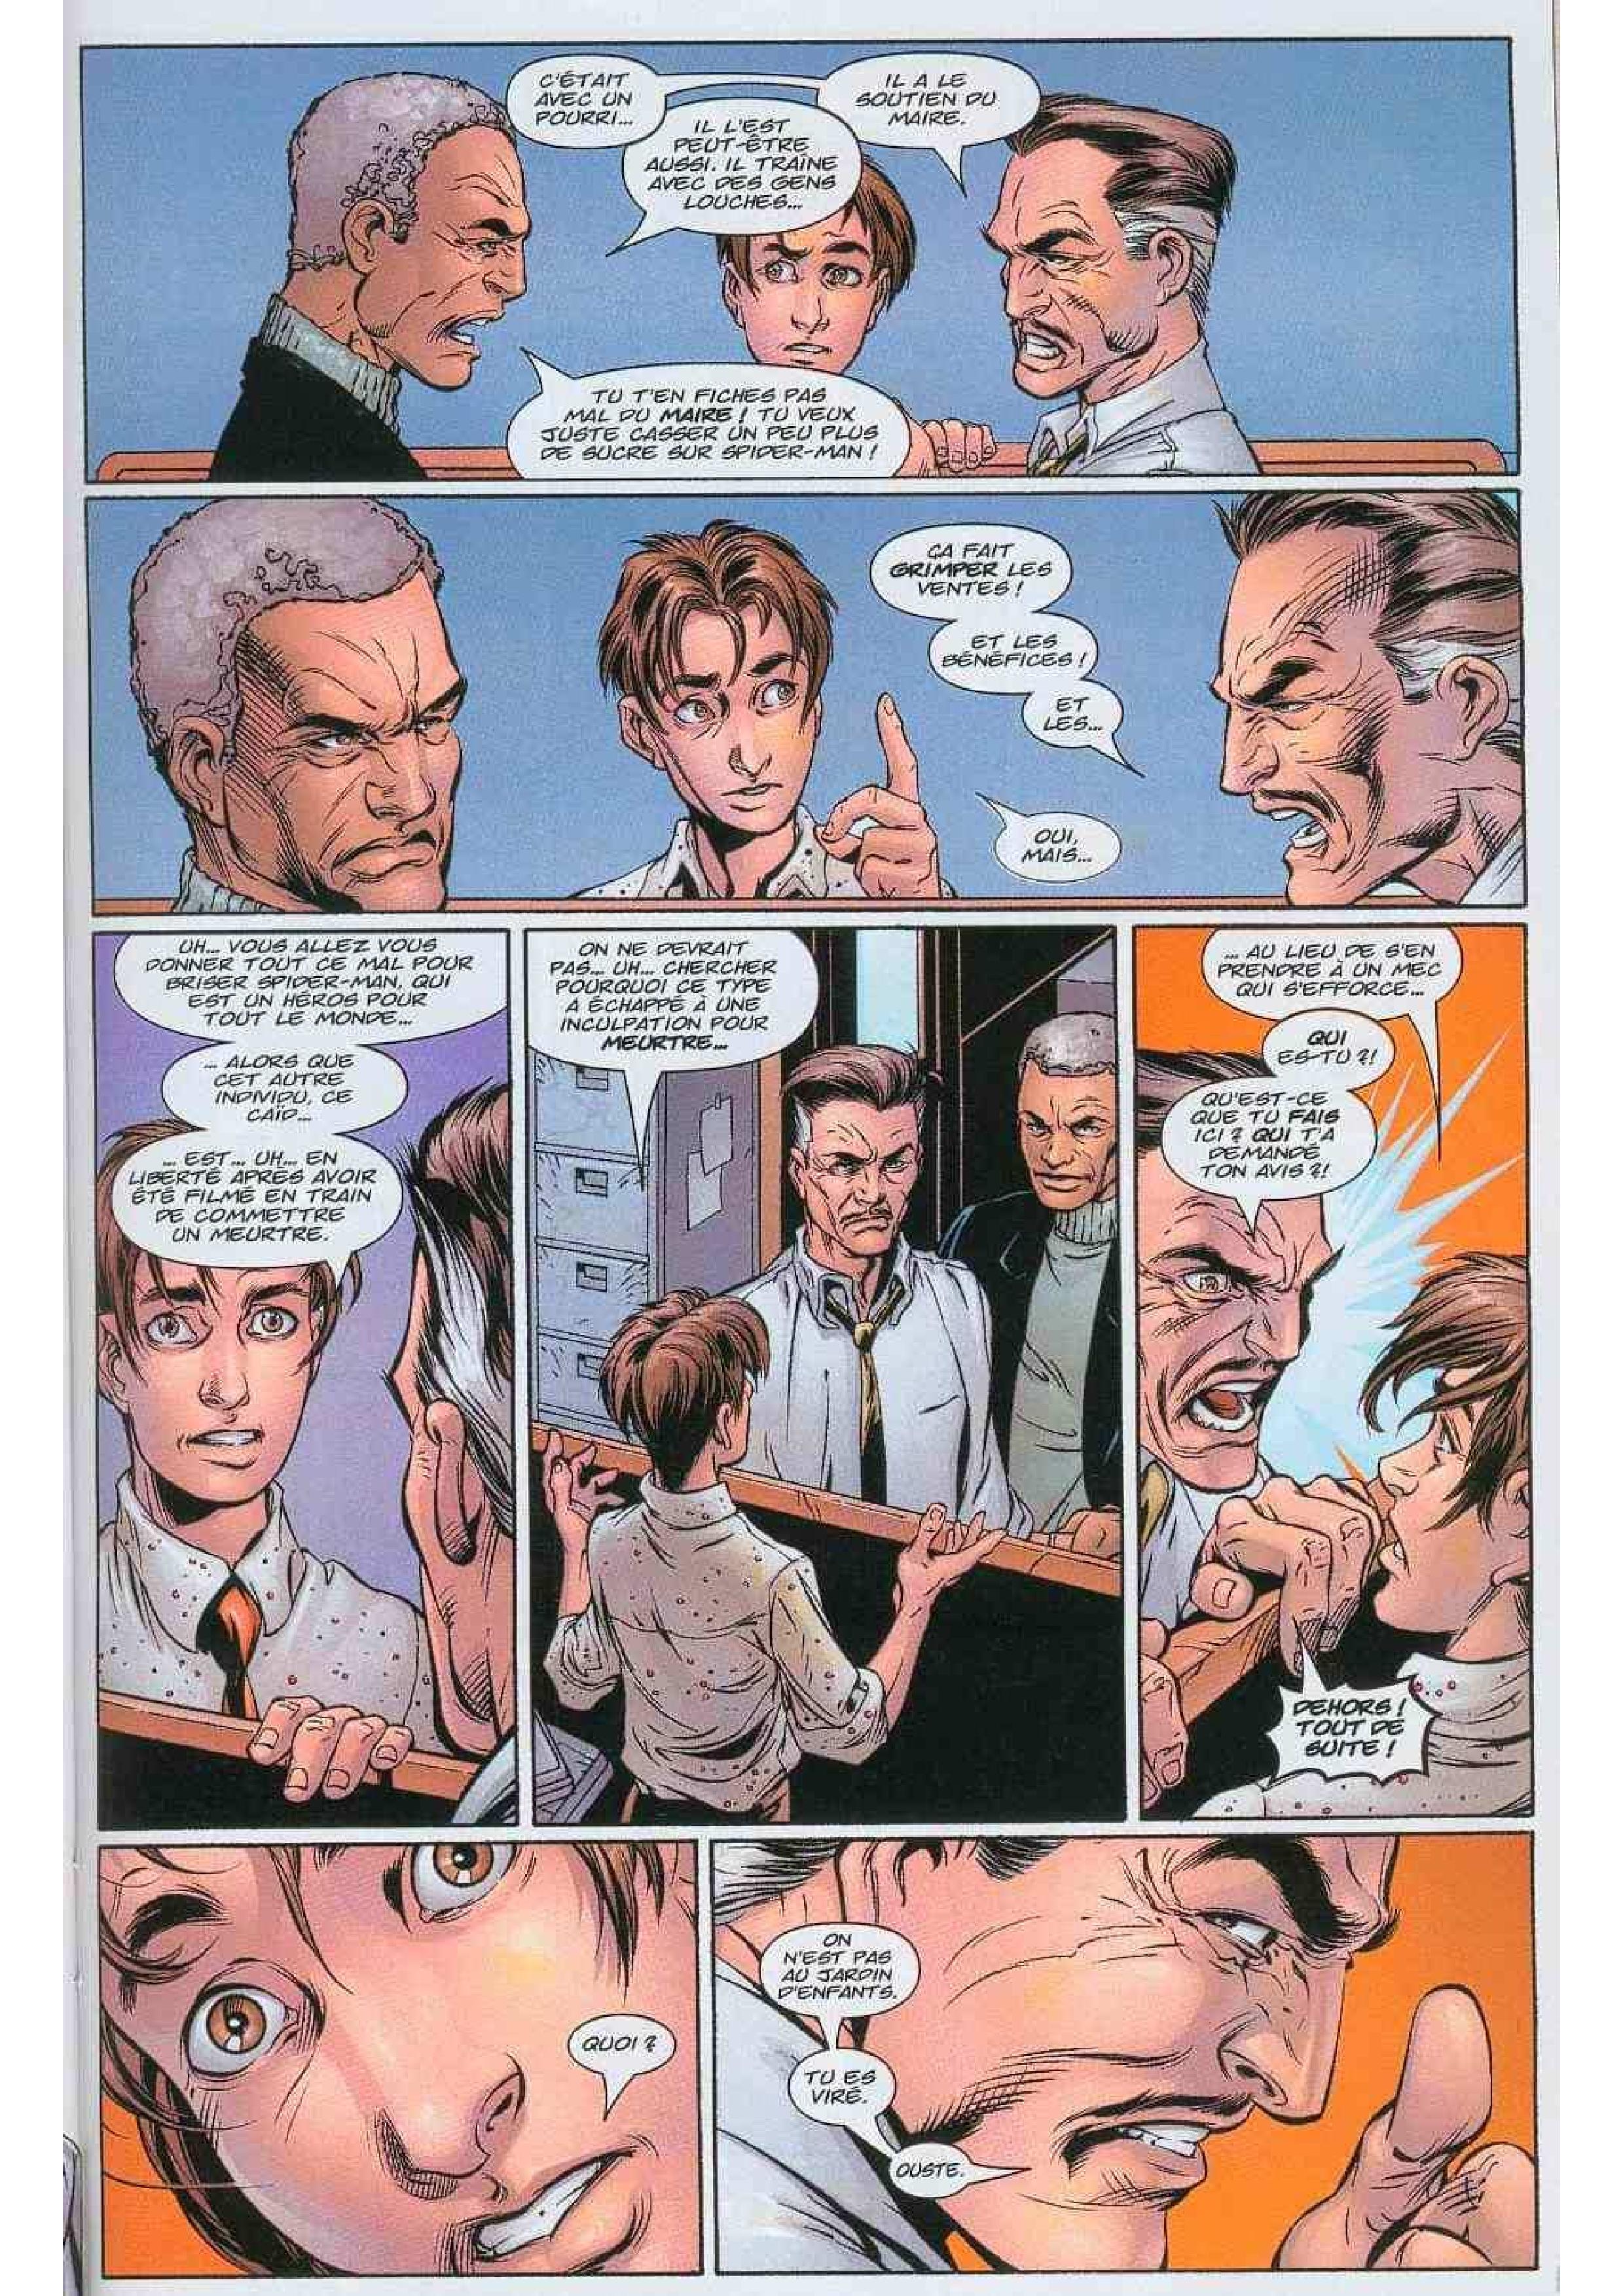 C'ÉTAIT
AVEC UN
POURRI...
IL A LE
SOUTIEN DU
MAIRE.
IL L'EST
PEUT-ÊTRE
AUSSI. IL TRAÎNE
AVEC DES GENS
LOUCHES...
TU T'EN FICHES PAS
MAL DU MAIRE ! TU VEUX
JUSTE CASSER UN PEU PLUS
DE SUCRE SUR SPIDER-MAN !
ÇA FAIT
GRIMPER LES
VENTES !
ET LES
BÉNÉFICES !
ET
LES...
OUI,
MAIS...
UH... VOUS ALLEZ VOUS
DONNER TOUT CE MAL POUR
BRISER SPIDER-MAN, QUI
EST UN HÉROS POUR
TOUT LE MONDE...
... ALORS QUE
CET AUTRE
INDIVIDU, CE
CAÏD...
... EST... UH... EN
LIBERTÉ APRÈS AVOIR
ÉTÉ FILMÉ EN TRAIN
DE COMMETTRE
UN MEURTRE.
ON NE DEVRAIT
PAS... UH... CHERCHER
POURQUOI CE TYPE
A ÉCHAPPÉ À UNE
INCULPATION POUR
MEURTRE...
... AU LIEU DE S'EN
PRENDRE À UN MEC
QUI S'EFFORCE...
QUI
ES-TU ?!
QU'EST-CE
QUE TU FAIS
ICI ? QUI T'A
DEMANDÉ
TON AVIS ?!
DEHORS !
TOUT DE
SUITE !
QUOI ?
ON
N'EST PAS
AU JARDIN
D'ENFANTS.
TU ES
VIRÉ.
OUSTE.